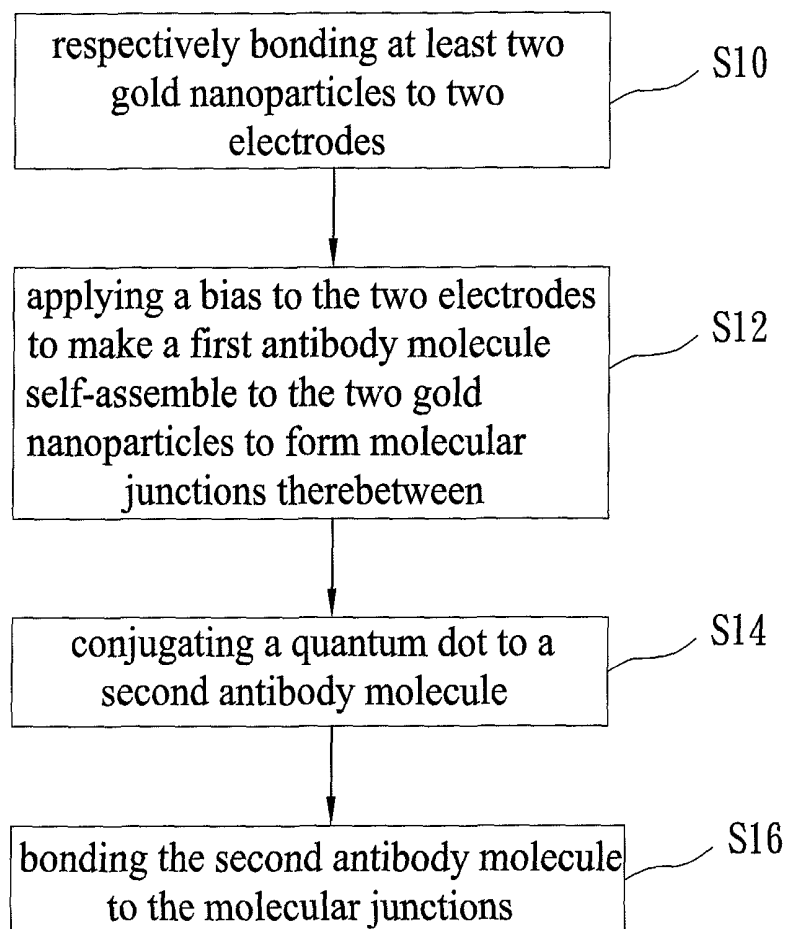 respectively bonding at least two
gold nanoparticles to two
electrodes
S10
applying a bias to the two electrodes
to make a first antibody molecule
self-assemble to the two gold
nanoparticles to form molecular
junctions therebetween
S12
conjugating a quantum dot to a
second antibody molecule
S14
bonding the second antibody molecule
to the molecular junctions
S16